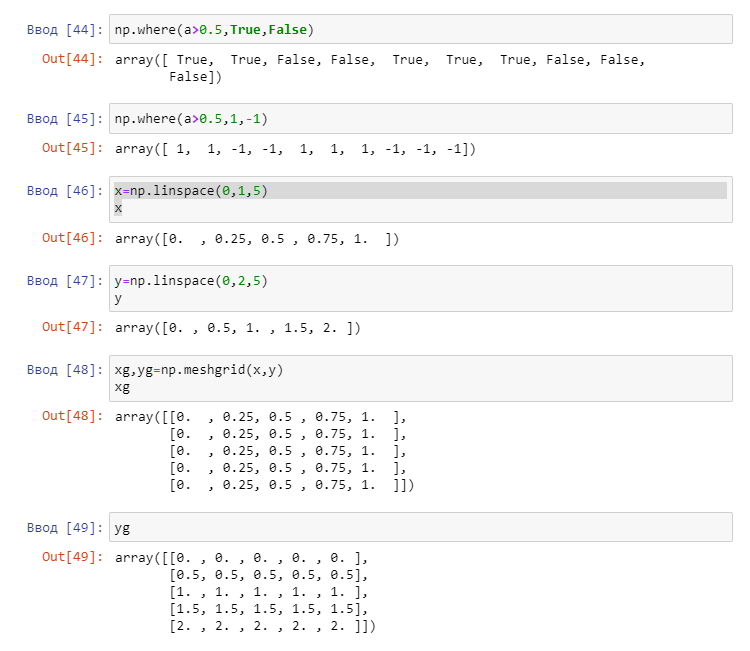 Ввод [44]: np.where(a>0.5,True,False)
Out[44]: array([ True,  True, False, False,  True,  True,  True, False, False,
       False])
Ввод [45]: np.where(a>0.5,1,-1)
Out[45]: array([ 1,  1, -1, -1,  1,  1,  1, -1, -1, -1])
Ввод [46]: x=np.linspace(0,1,5)
x
Out[46]: array([0.  , 0.25, 0.5 , 0.75, 1.  ])
Ввод [47]: y=np.linspace(0,2,5)
y
Out[47]: array([0. , 0.5, 1. , 1.5, 2. ])
Ввод [48]: xg,yg=np.meshgrid(x,y)
xg
Out[48]: array([[0.  , 0.25, 0.5 , 0.75, 1.  ],
       [0.  , 0.25, 0.5 , 0.75, 1.  ],
       [0.  , 0.25, 0.5 , 0.75, 1.  ],
       [0.  , 0.25, 0.5 , 0.75, 1.  ],
       [0.  , 0.25, 0.5 , 0.75, 1.  ]])
Ввод [49]: yg
Out[49]: array([[0. , 0. , 0. , 0. , 0. ],
       [0.5, 0.5, 0.5, 0.5, 0.5],
       [1. , 1. , 1. , 1. , 1. ],
       [1.5, 1.5, 1.5, 1.5, 1.5],
       [2. , 2. , 2. , 2. , 2. ]])